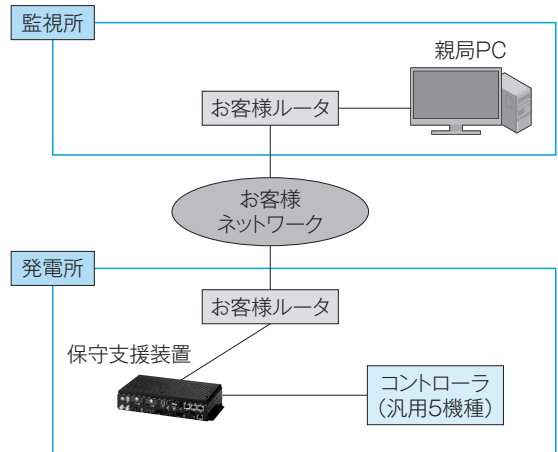 監視所
親局PC
お客様ルータ
お客様
ネットワーク
発電所
お客様ルータ
保守支援装置
コントローラ
(汎用5機種)